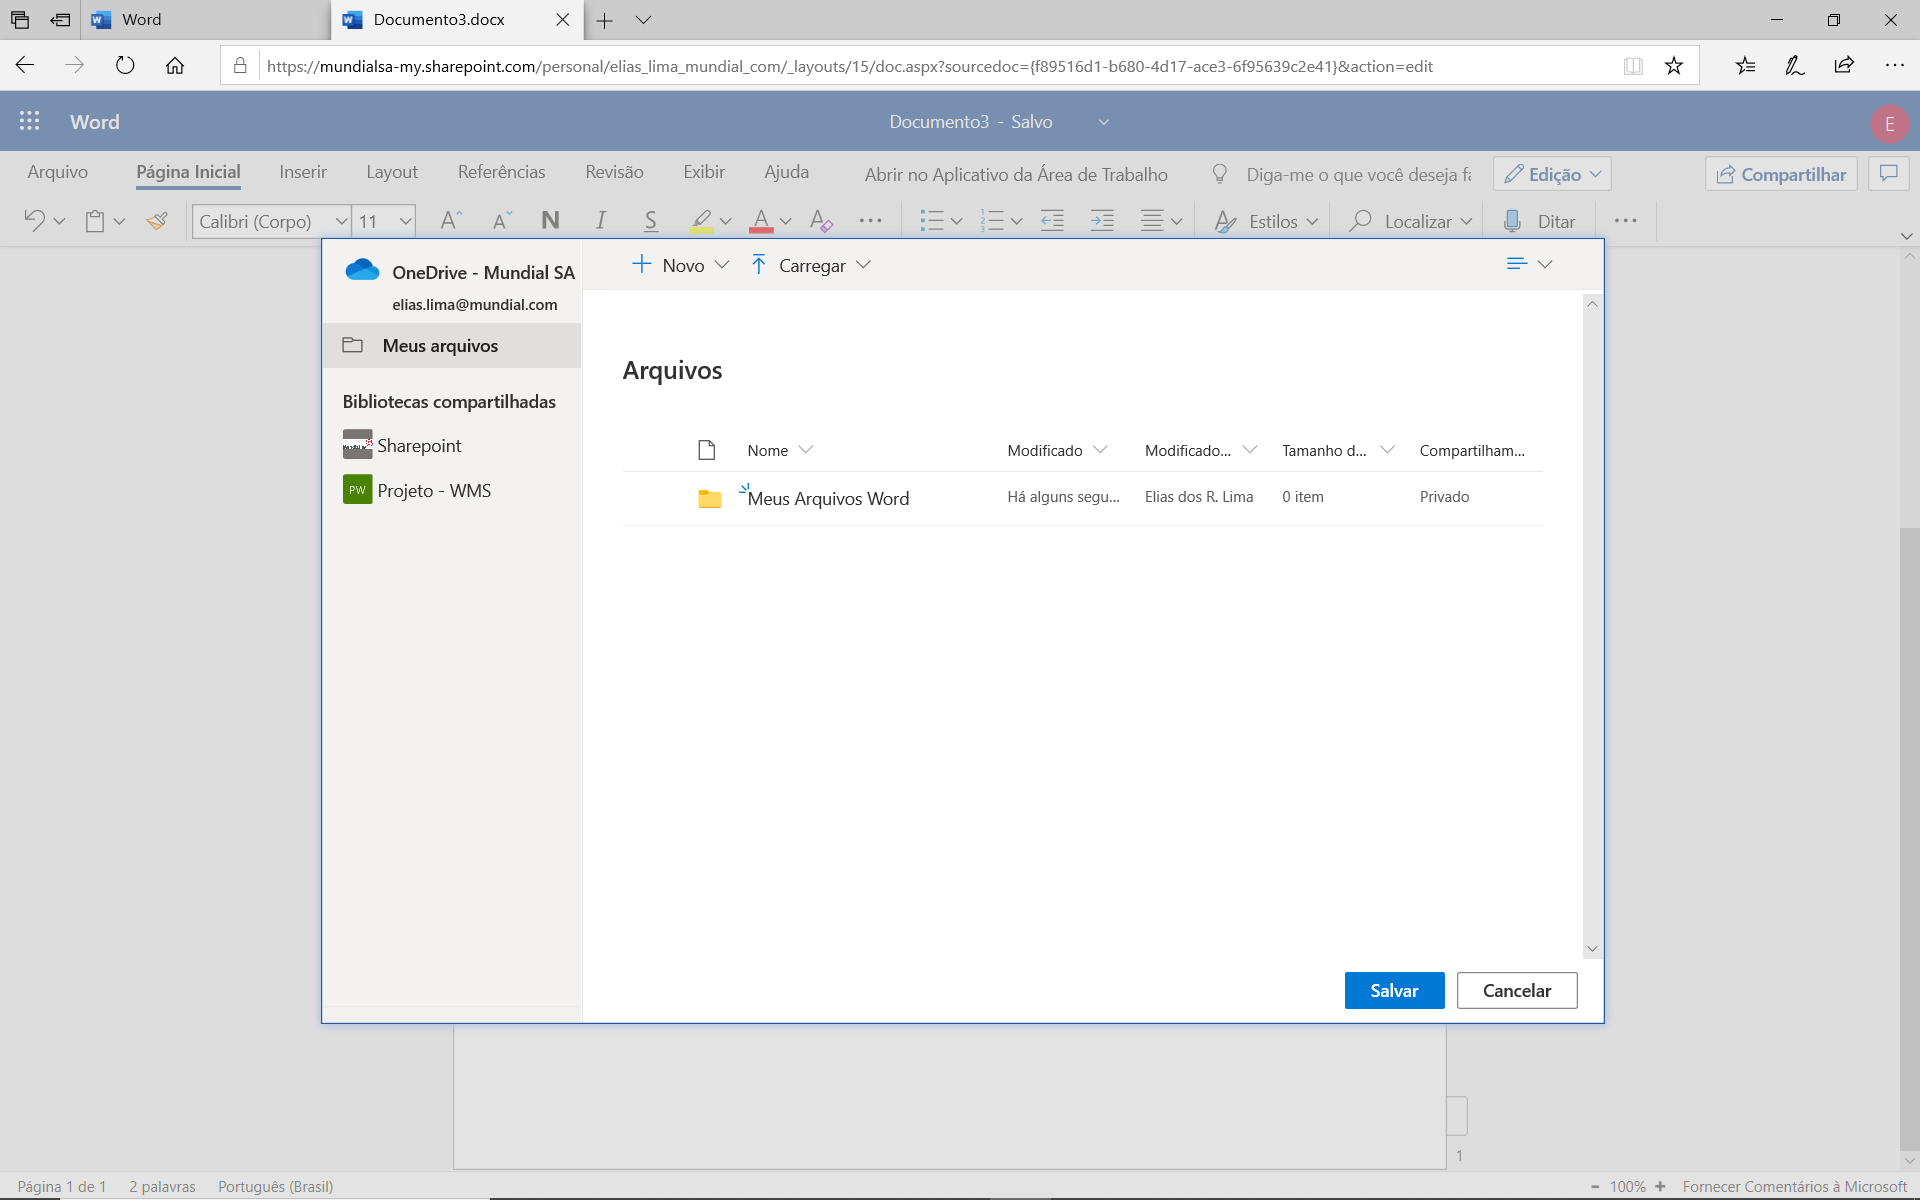 Word
Documento3.docx
https://mundialsa-my.sharepoint.com/personal/elias_lima_mundial_com/_layouts/15/doc.aspx?sourcedoc={f89516d1-b680-4d17-ace3-6f95639c2e41}&action=edit
Word
Documento3 - Salvo
E
Arquivo
Página Inicial
Inserir
Layout
Referências
Revisão
Exibir
Ajuda
Abrir no Aplicativo da Área de Trabalho
Diga-me o que você deseja fa
Edição
Compartilhar
Calibri (Corpo)
11
N
I
S
Estilos
Localizar
Ditar
OneDrive - Mundial SA
elias.lima@mundial.com
Meus arquivos
Bibliotecas compartilhadas
Sharepoint
PW Projeto - WMS
Novo
Carregar
Arquivos
Nome
Modificado
Modificado...
Tamanho d...
Compartilham...
Meus Arquivos Word
Há alguns segu...
Elias dos R. Lima
0 item
Privado
Salvar
Cancelar
1
Página 1 de 1
2 palavras
Português (Brasil)
100%
Fornecer Comentários à Microsoft